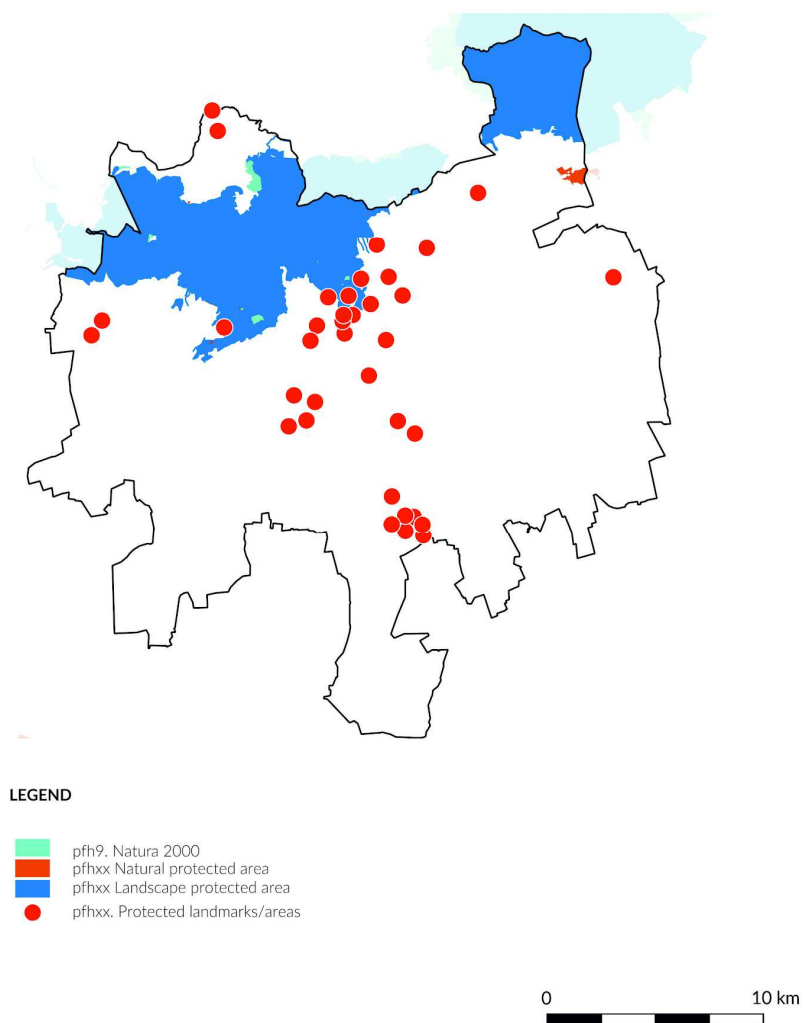 LEGEND
pfh9. Natura 2000
pfhxx Natural protected area
pfhxx Landscape protected area
pfhxx. Protected landmarks/areas
0 10 km